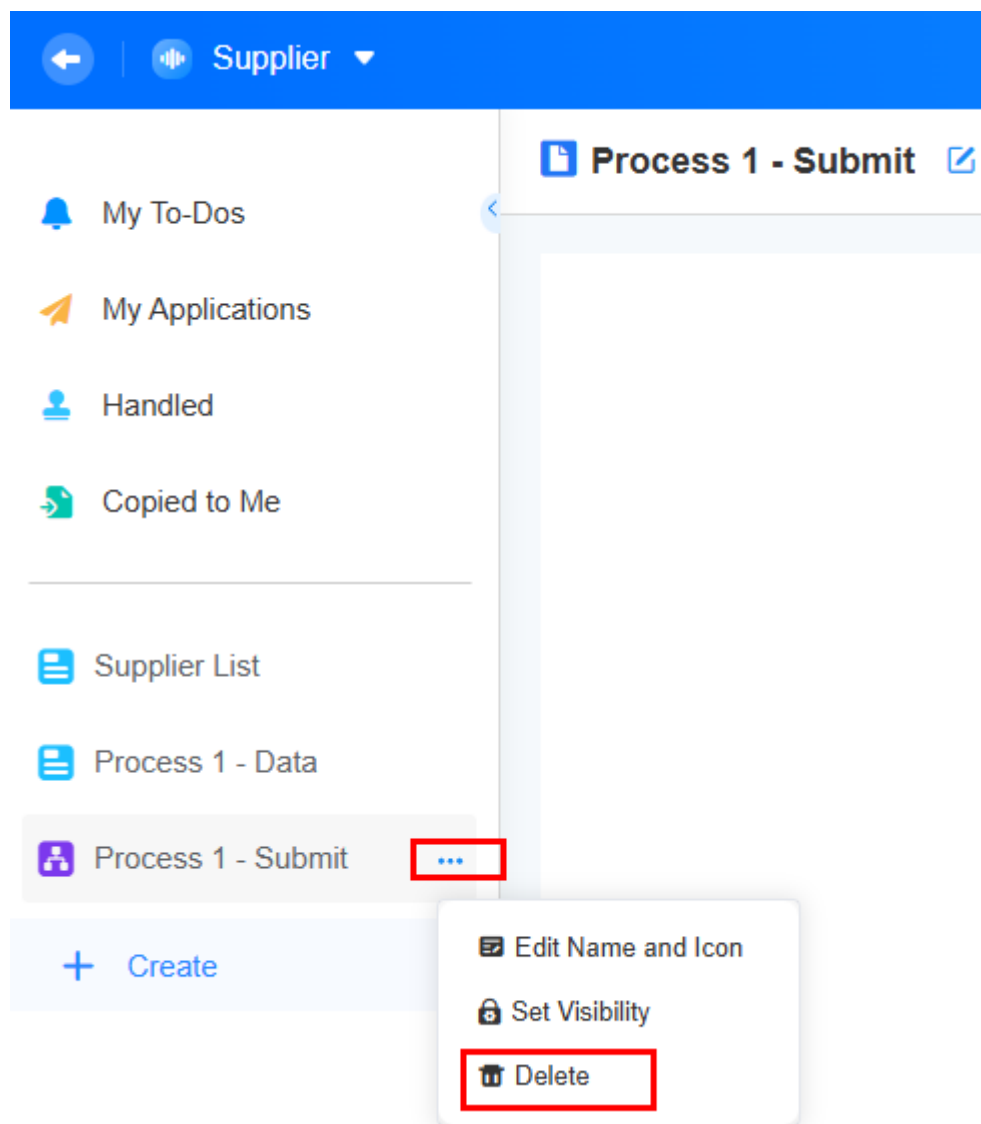 Supplier
Process 1 - Submit
My To-Dos
My Applications
Handled
Copied to Me
Supplier List
Process 1 - Data
Process 1 - Submit
Create
Edit Name and Icon
Set Visibility
Delete